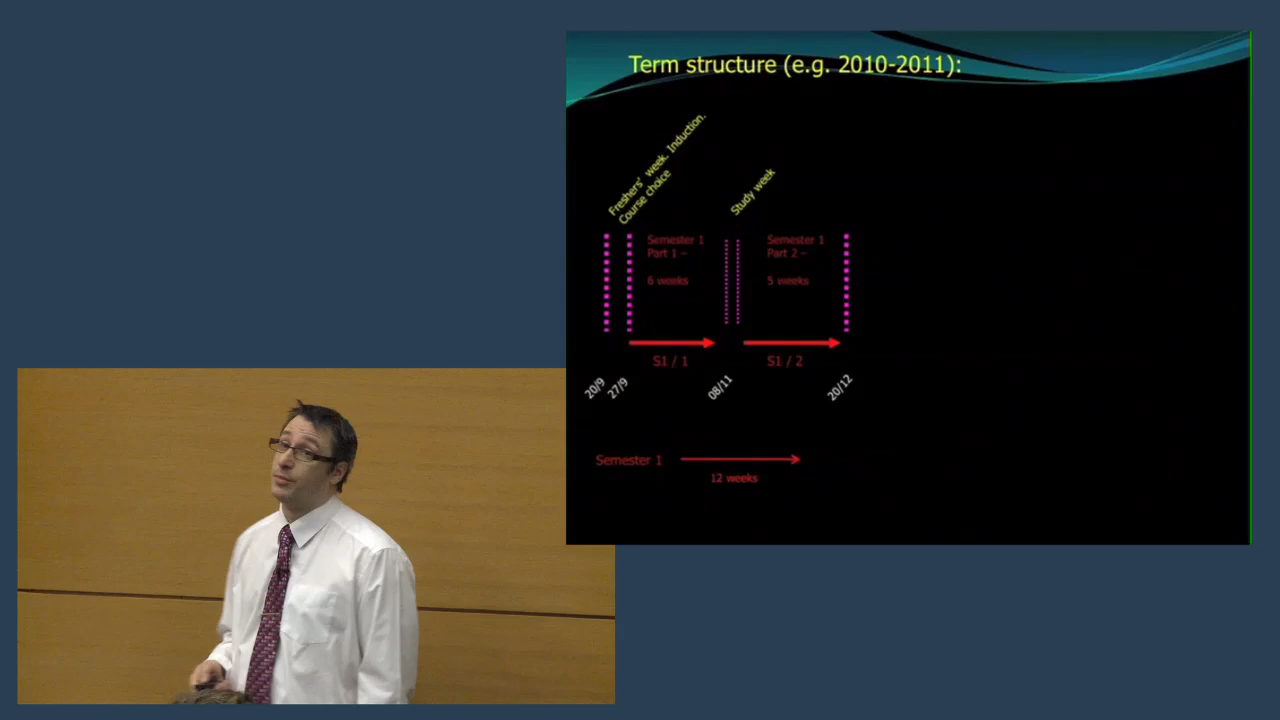 Term structure (e.g. 2010-2011):
Freshers' week. Induction.
Course choice
Study week
Semester 1
Part 1 –
6 weeks
Semester 1
Part 2 –
5 weeks
S1 / 1
S1 / 2
20/9
27/9
08/11
20/12
Semester 1
12 weeks